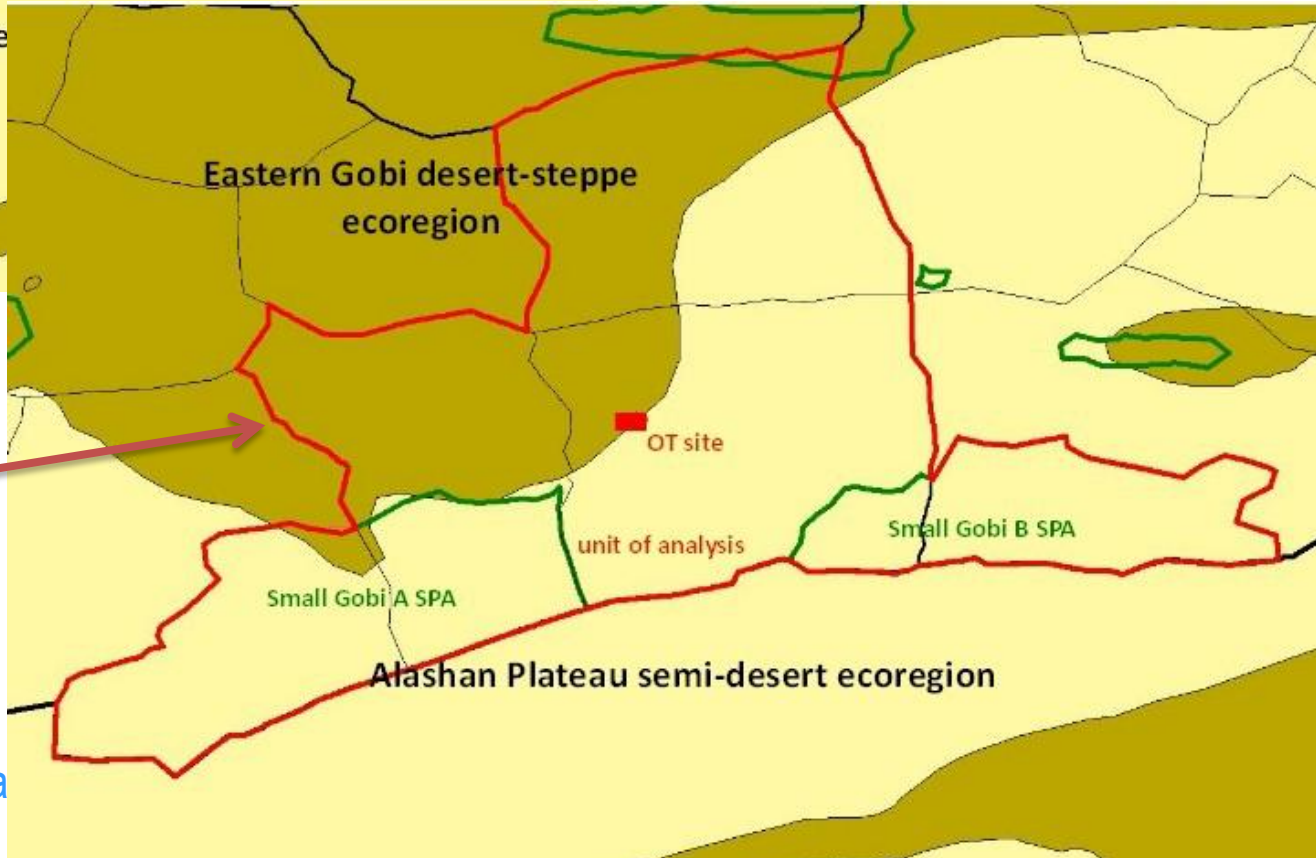 e
Eastern Gobi desert-steppe
ecoregion
OT site
Small Gobi B SPA
unit of analysis
Small Gobi A SPA
Alashan Plateau semi-desert ecoregion
a